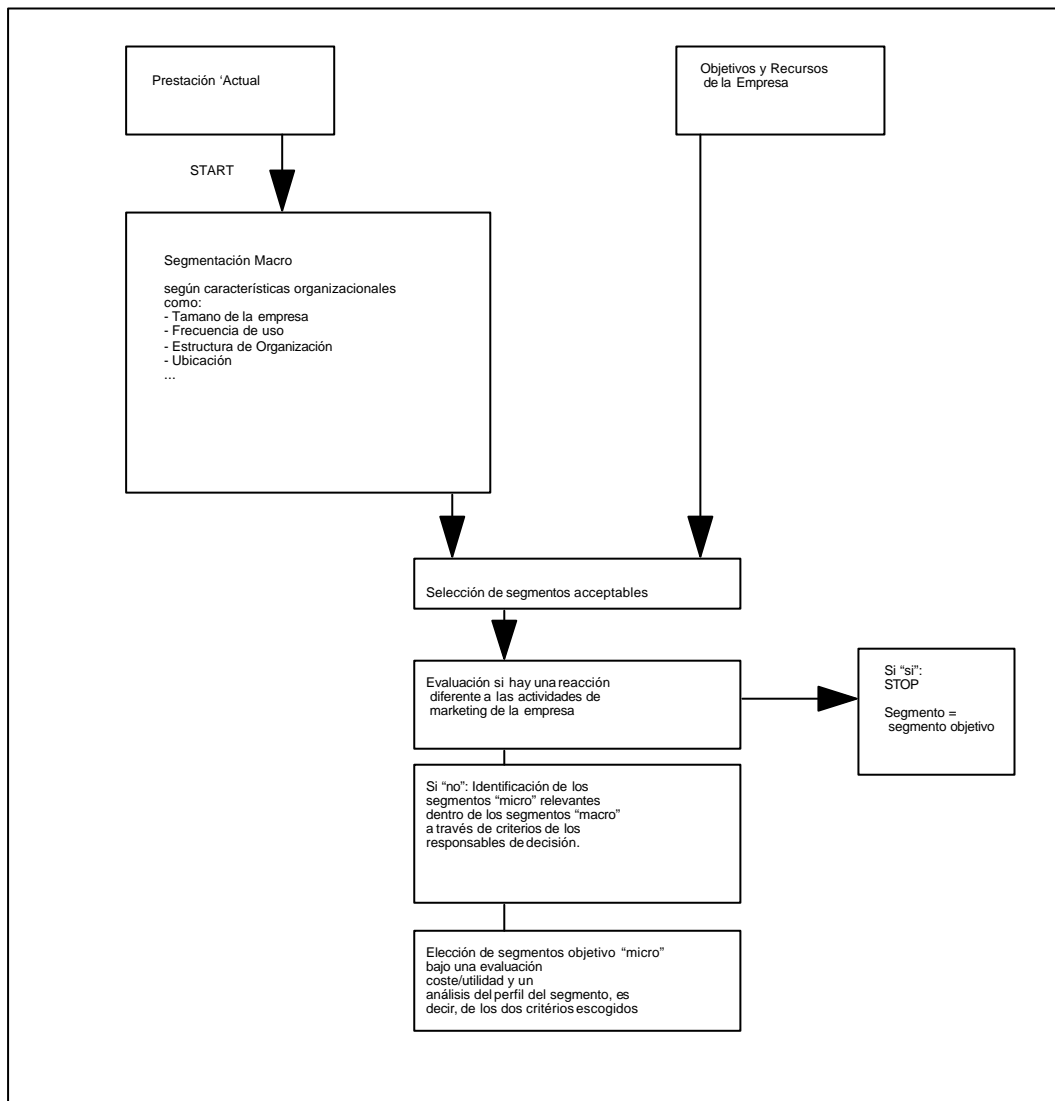 Prestación ‘Actual
Objetivos y Recursos
de la Empresa
START
Segmentación Macro
según características organizacionales
como:
- Tamano de la empresa
- Frecuencia de uso
- Estructura de Organización
- Ubicación
...
Selección de segmentos acceptables
Evaluación si hay una reacción
diferente a las actividades de
marketing de la empresa
Si “si”:
STOP
Segmento =
segmento objetivo
Si “no”: Identificación de los
segmentos “micro” relevantes
dentro de los segmentos “macro”
a través de criterios de los
responsables de decisión.
Elección de segmentos objetivo “micro”
bajo una evaluación
coste/utilidad y un
análisis del perfil del segmento, es
decir, de los dos critérios escogidos